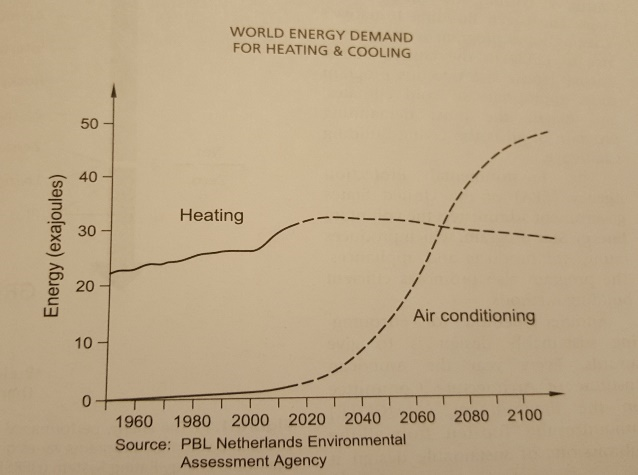 WORLD ENERGY DEMAND
FOR HEATING & COOLING
Energy (exajoules)
50
40
30
20
10
0
Heating
Air conditioning
1960 1980 2000 2020 2040 2060 2080 2100
Source: PBL Netherlands Environmental
Assessment Agency